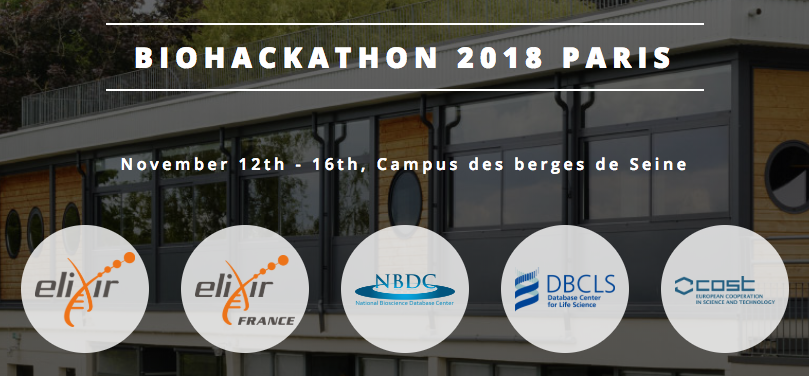 BIOHACKATHON 2018 PARIS
November 12th - 16th, Campus des berges de Seine
elixir
elixir
FRANCE
NBDC
National Bioscience Database Center
DBCLS
Database Center
for Life Science
cost
EUROPEAN COOPERATION
IN SCIENCE AND TECHNOLOGY